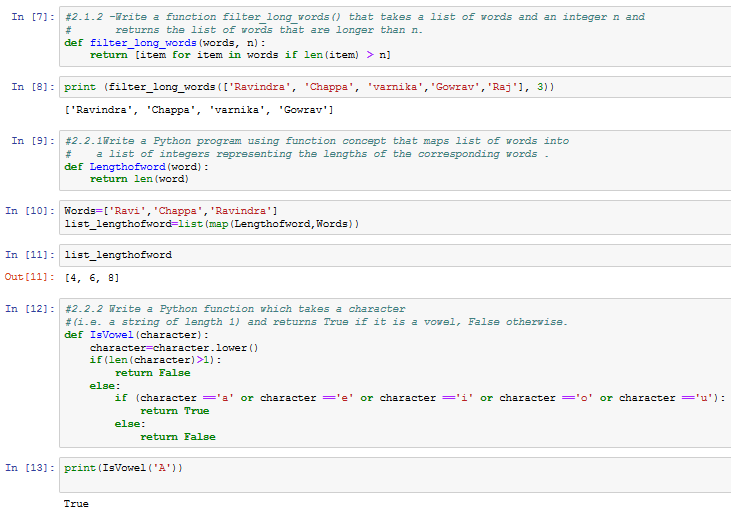 In [7]: #2.1.2 -Write a function filter_long_words() that takes a list of words and an integer n and
# returns the list of words that are longer than n.
def filter_long_words(words, n):
return [item for item in words if len(item) > n]
In [8]: print (filter_long_words(['Ravindra', 'Chappa', 'varnika','Gowrav','Raj'], 3))
['Ravindra', 'Chappa', 'varnika', 'Gowrav']
In [9]: #2.2.1Write a Python program using function concept that maps list of words into
# a list of integers representing the lengths of the corresponding words .
def Lengthofword(word):
return len(word)
In [10]: Words=['Ravi','Chappa','Ravindra']
list_lengthofword=list(map(Lengthofword,Words))
In [11]: list_lengthofword
Out[11]: [4, 6, 8]
In [12]: #2.2.2 Write a Python function which takes a character
#(i.e. a string of length 1) and returns True if it is a vowel, False otherwise.
def IsVowel(character):
character=character.lower()
if(len(character)>1):
return False
else:
if (character =='a' or character =='e' or character =='i' or character =='o' or character =='u'):
return True
else:
return False
In [13]: print(IsVowel('A'))
True